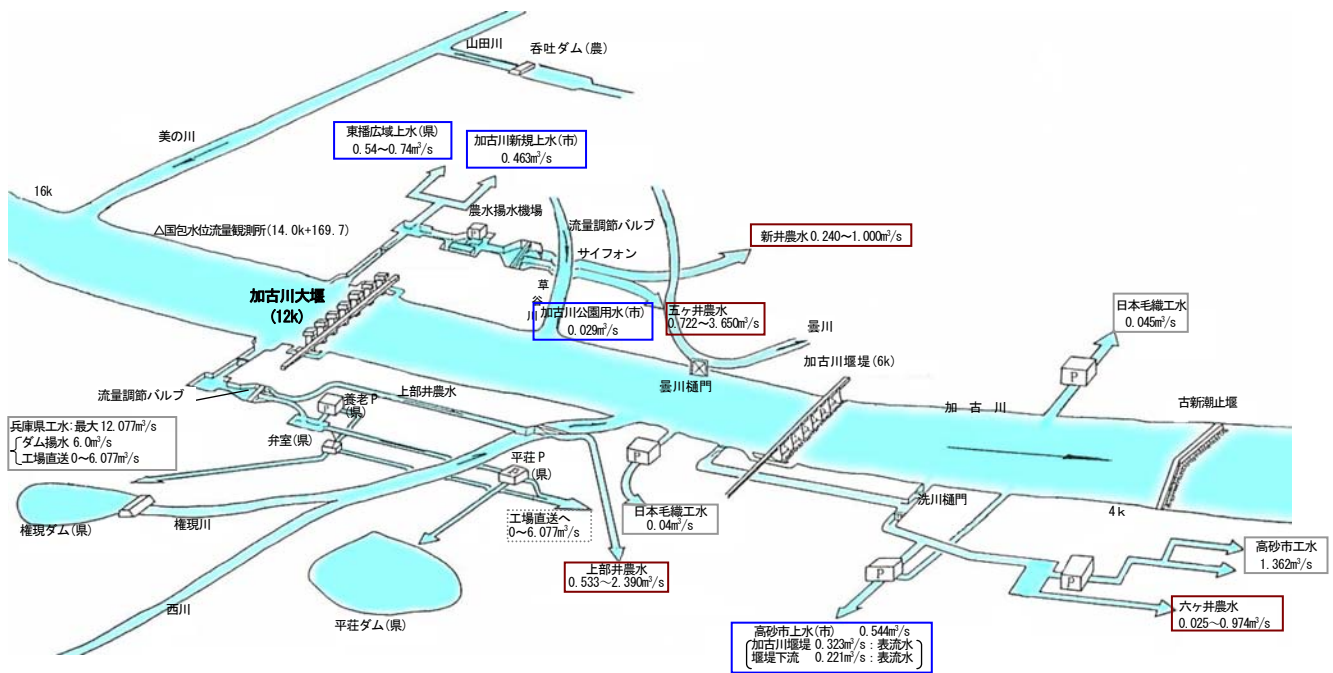 山田川
呑吐ダム(農)
美の川
東播広域上水(県)
0.54～0.74m³/s
加古川新規上水(市)
0.463m³/s
16k
△国包水位流量観測所(14.0k+169.7)
農水揚水機場
P
流量調節バルブ
サイフォン
新井農水 0.240～1.000m³/s
加古川大堰
(12k)
草谷川
加古川公園用水(市)
0.029m³/s
五ヶ井農水
0.722～3.650m³/s
曇川
加古川堰堤(6k)
日本毛織工水
0.045m³/s
P
曇川樋門
加古川
古新潮止堰
流量調節バルブ
養老P
(県)
P
上部井農水
兵庫県工水:最大 12.077m³/s
ダム揚水 6.0m³/s
工場直送 0～6.077m³/s
弁室(県)
平荘P
(県)
P
P
洗川樋門
4k
権現ダム(県)
権現川
工場直送へ
0～6.077m³/s
日本毛織工水
0.04m³/s
高砂市工水
1.362m³/s
P
P
上部井農水
0.533～2.390m³/s
六ヶ井農水
0.025～0.974m³/s
西川
平荘ダム(県)
高砂市上水(市) 0.544m³/s
加古川堰堤 0.323m³/s：表流水
堰堤下流 0.221m³/s：表流水